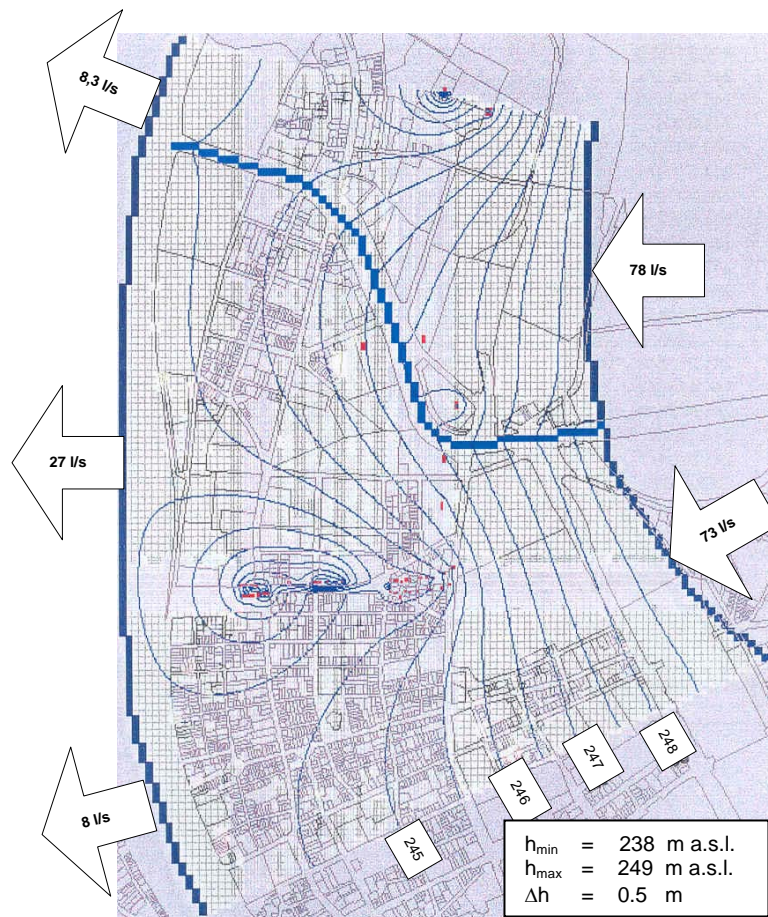 8,3 l/s
78 l/s
27 l/s
73 l/s
8 l/s
248
247
246
245
hmin = 238 m a.s.l.
hmax = 249 m a.s.l.
Δh = 0.5 m